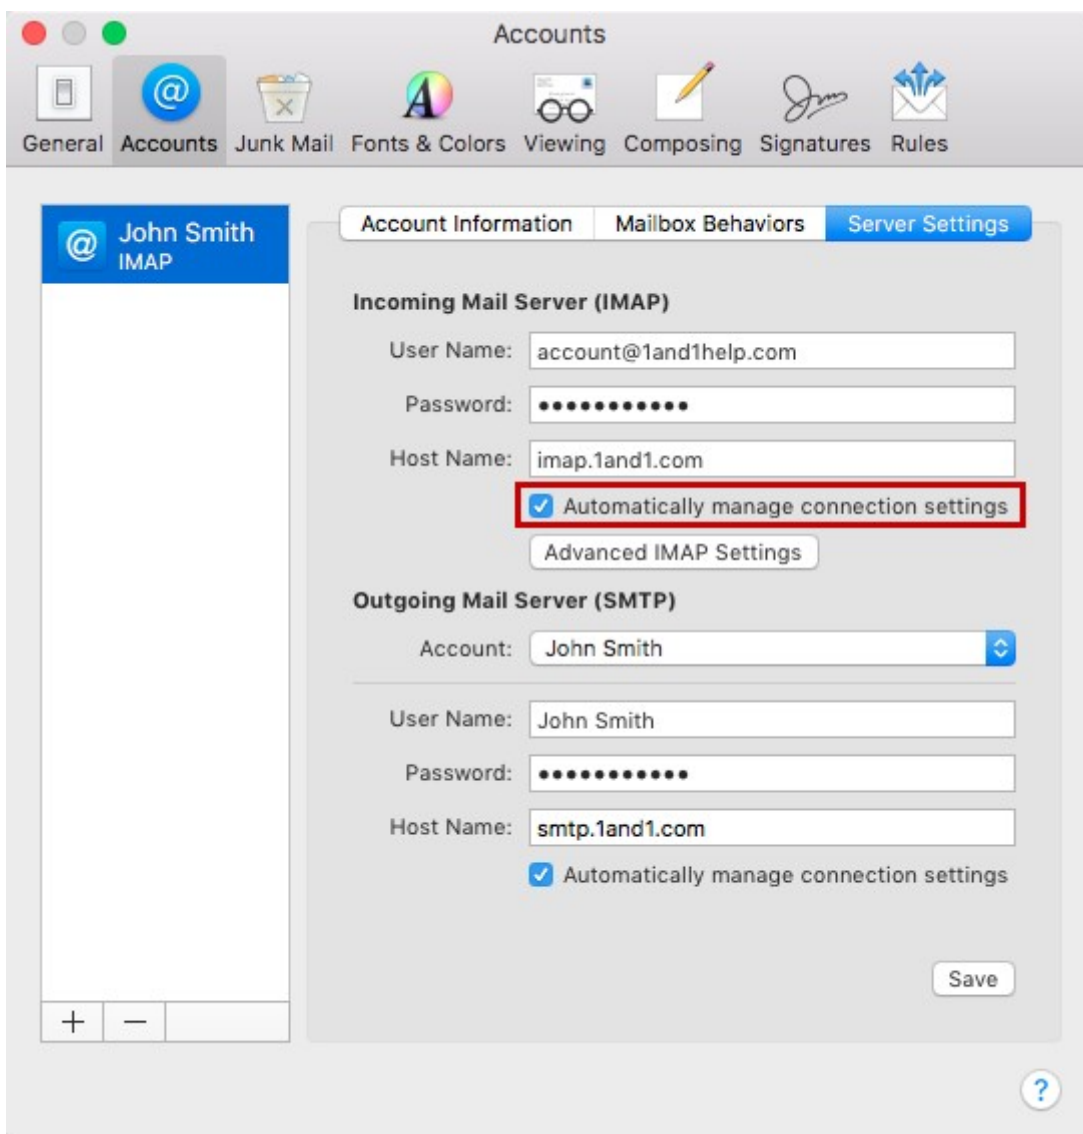 Accounts
General Accounts Junk Mail Fonts & Colors Viewing Composing Signatures Rules
John Smith
IMAP
Account Information Mailbox Behaviors Server Settings
Incoming Mail Server (IMAP)
User Name: account@1and1help.com
Password: •••••••••••
Host Name: imap.1and1.com
Automatically manage connection settings
Advanced IMAP Settings
Outgoing Mail Server (SMTP)
Account: John Smith
User Name: John Smith
Password: •••••••••••
Host Name: smtp.1and1.com
Automatically manage connection settings
Save
?